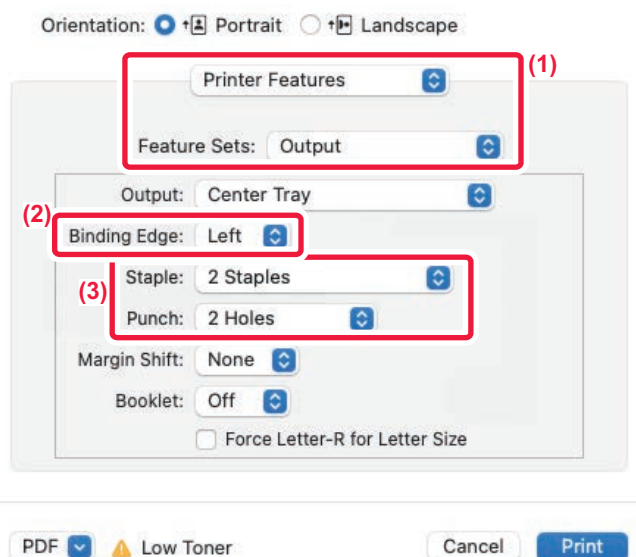 Orientation: Portrait Landscape
(1)
Printer Features
Feature Sets: Output
Output: Center Tray
(2)
Binding Edge: Left
(3)
Staple: 2 Staples
Punch: 2 Holes
Margin Shift: None
Booklet: Off
Force Letter-R for Letter Size
PDF Low Toner Cancel Print